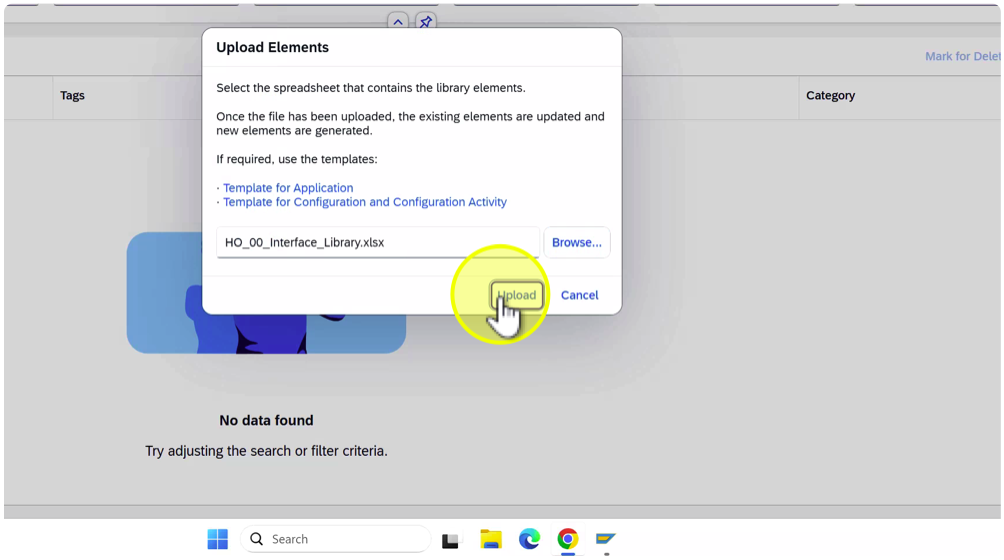 Upload Elements
Mark for Delet
Select the spreadsheet that contains the library elements.
Tags
Category
Once the file has been uploaded, the existing elements are updated and
new elements are generated.
If required, use the templates:
· Template for Application
· Template for Configuration and Configuration Activity
HO_00_Interface_Library.xlsx
Browse...
Upload
Cancel
No data found
Try adjusting the search or filter criteria.
Search